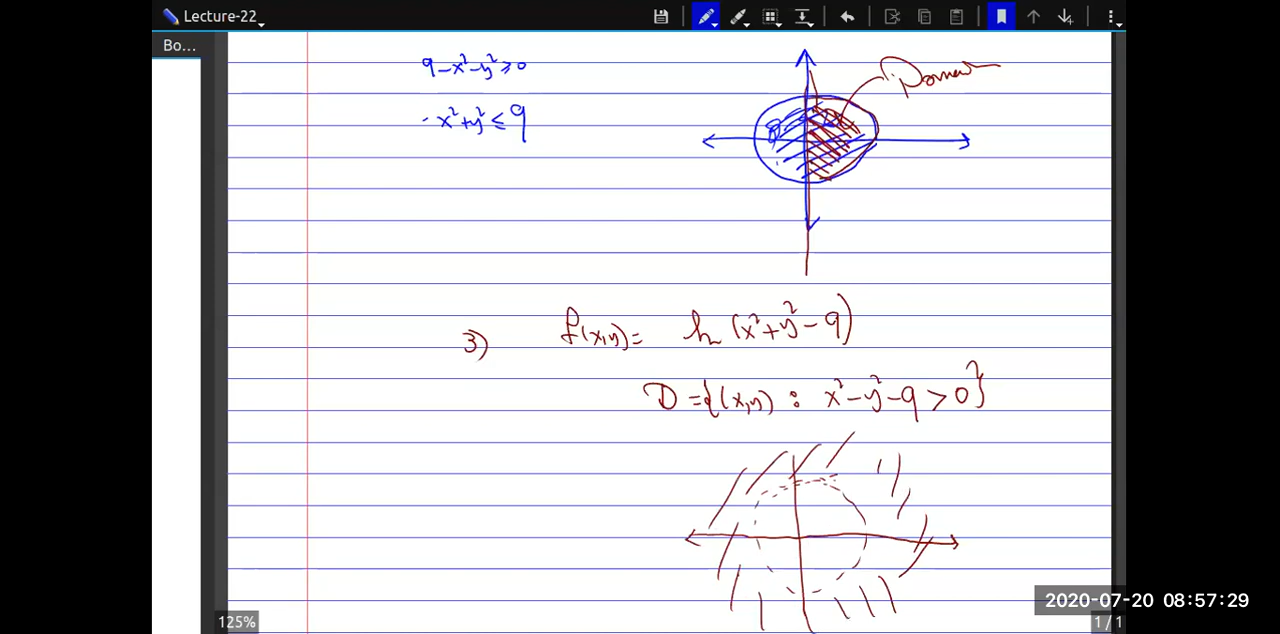 Lecture-22
Bo...
9-x²-y²≥0
-x²+y²≤9
Domain
3) f(x,y)= ln (x²+y²-9)
D={(x,y) : x²-y²-9>0}
2020-07-20 08:57:29
125%
1/1